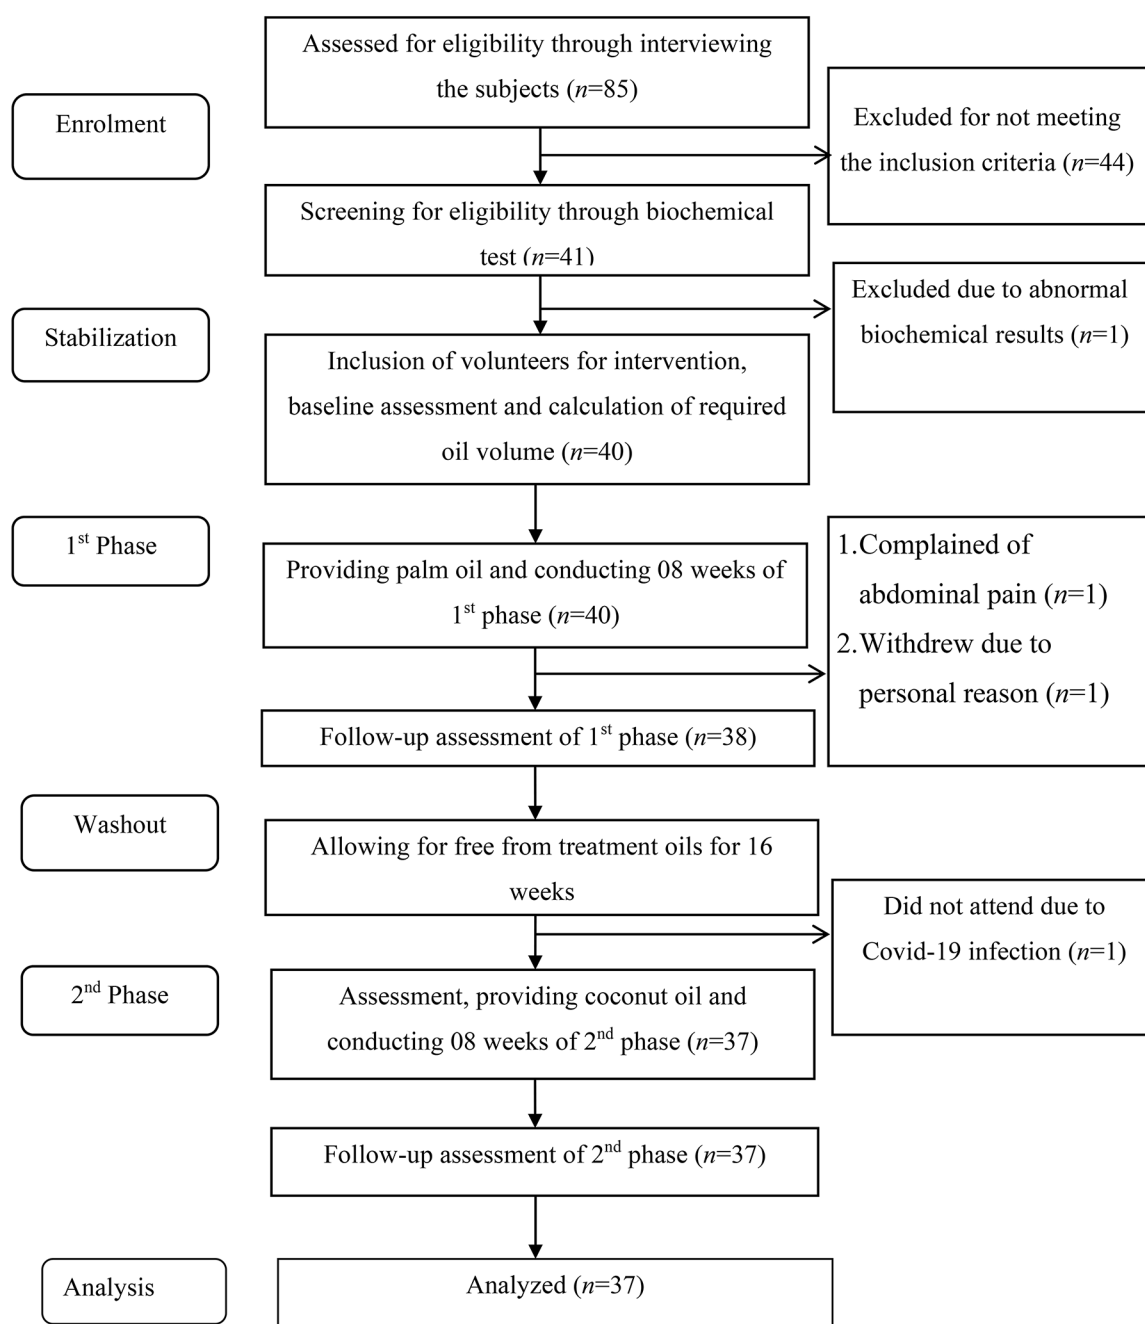 Assessed for eligibility through interviewing
the subjects (n=85)
Enrolment
Excluded for not meeting
the inclusion criteria (n=44)
Screening for eligibility through biochemical
test (n=41)
Excluded due to abnormal
biochemical results (n=1)
Stabilization
Inclusion of volunteers for intervention,
baseline assessment and calculation of required
oil volume (n=40)
1st Phase
Providing palm oil and conducting 08 weeks of
1st phase (n=40)
1.Complained of
abdominal pain (n=1)
2.Withdrew due to
personal reason (n=1)
Follow-up assessment of 1st phase (n=38)
Washout
Allowing for free from treatment oils for 16
weeks
Did not attend due to
Covid-19 infection (n=1)
2nd Phase
Assessment, providing coconut oil and
conducting 08 weeks of 2nd phase (n=37)
Follow-up assessment of 2nd phase (n=37)
Analysis
Analyzed (n=37)